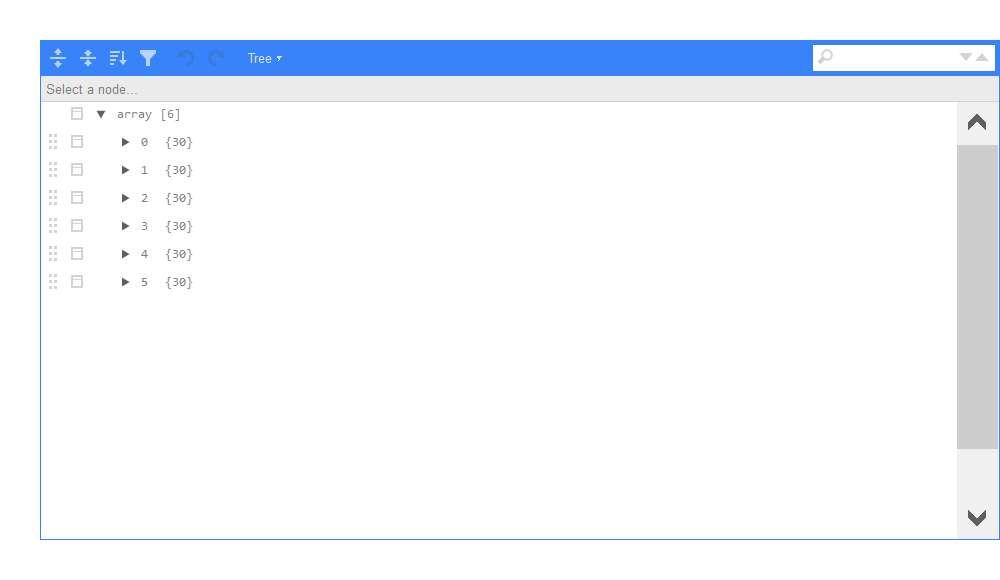 Tree
Select a node...
array [6]
0 {30}
1 {30}
2 {30}
3 {30}
4 {30}
5 {30}